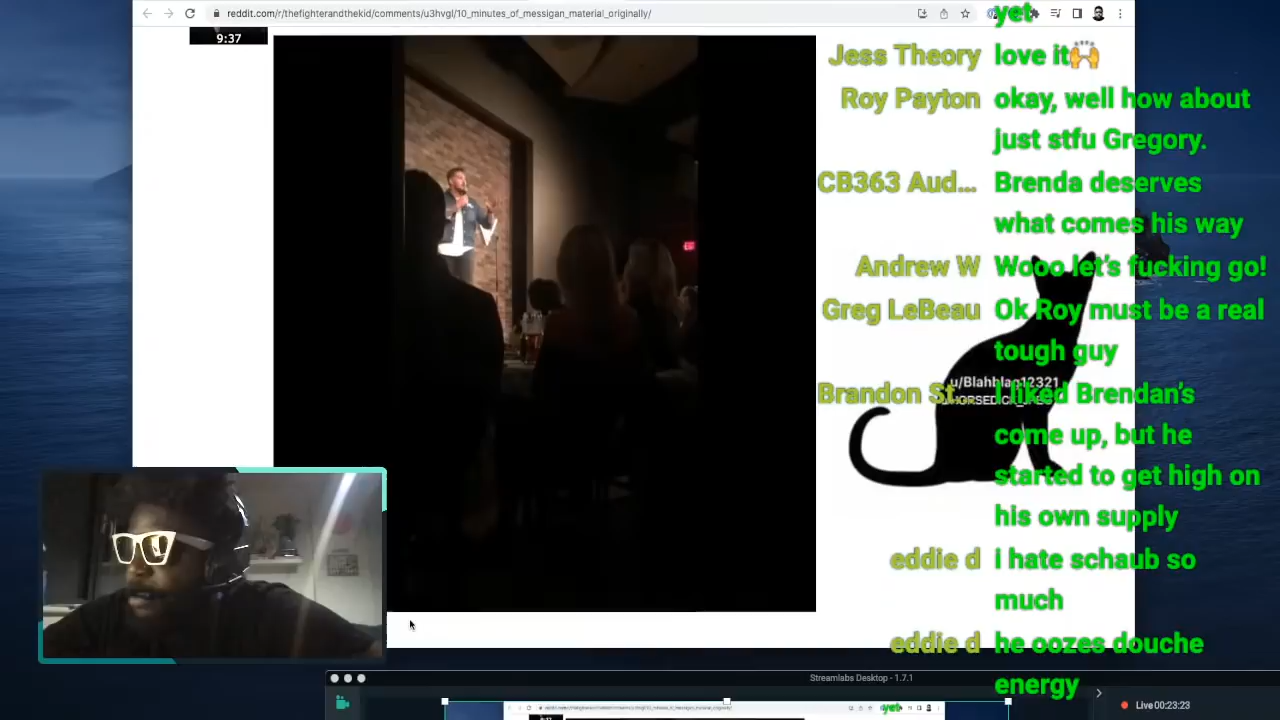 reddit.com/r/thefighterandthekid/comments/u3hvgl/10_minutes_of_messigan_material_originally/
9:37
yet
Jess Theory love it🙌
Roy Payton okay, well how about
just stfu Gregory.
CB363 Aud... Brenda deserves
what comes his way
Andrew W Wooo let's fucking go!
Greg LeBeau Ok Roy must be a real
tough guy
u/Blahblag12321
Brandon St... I liked Brendan's
come up, but he
started to get high on
his own supply
eddie d i hate schaub so
much
eddie d he oozes douche
energy
Streamlabs Desktop - 1.7.1
Live 00:23:23
yet